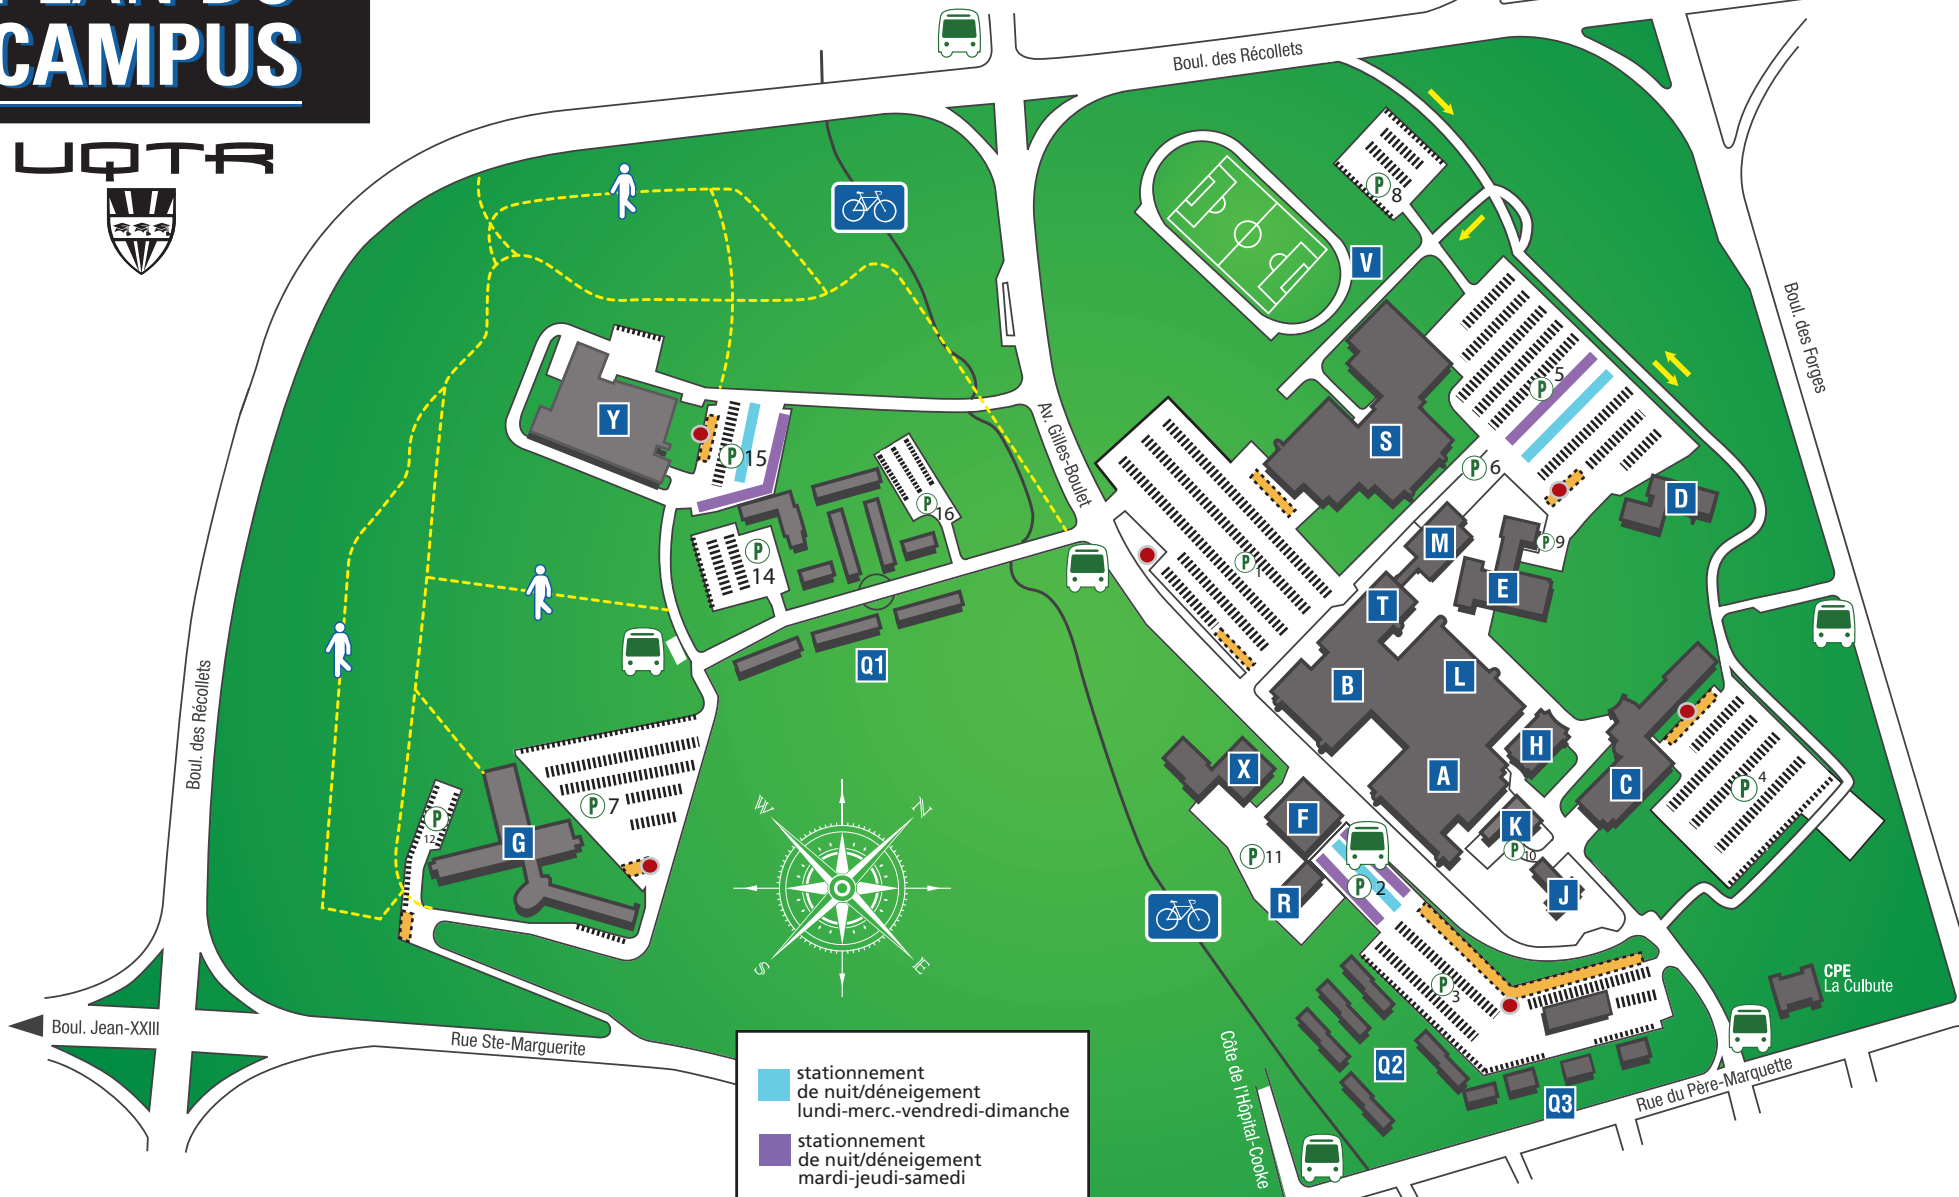 PLAN DU
CAMPUS
UQTR
Boul. des Récollets
Boul. des Forges
Av. Gilles-Boulet
Boul. des Récollets
P 8
V
P 5
S
P 6
Y
P 15
P 16
P 14
P 1
M
P 9
D
E
T
Q1
B
L
H
A
X
C
P 4
F
K
P 10
P 11
P 2
R
J
P 7
P 12
G
W
N
S
E
P 3
CPE
La Culbute
Q2
Q3
Rue du Père-Marquette
Côte de l'Hôpital-Cooke
Boul. Jean-XXIII
Rue Ste-Marguerite
stationnement
de nuit/déneigement
lundi-merc.-vendredi-dimanche
stationnement
de nuit/déneigement
mardi-jeudi-samedi